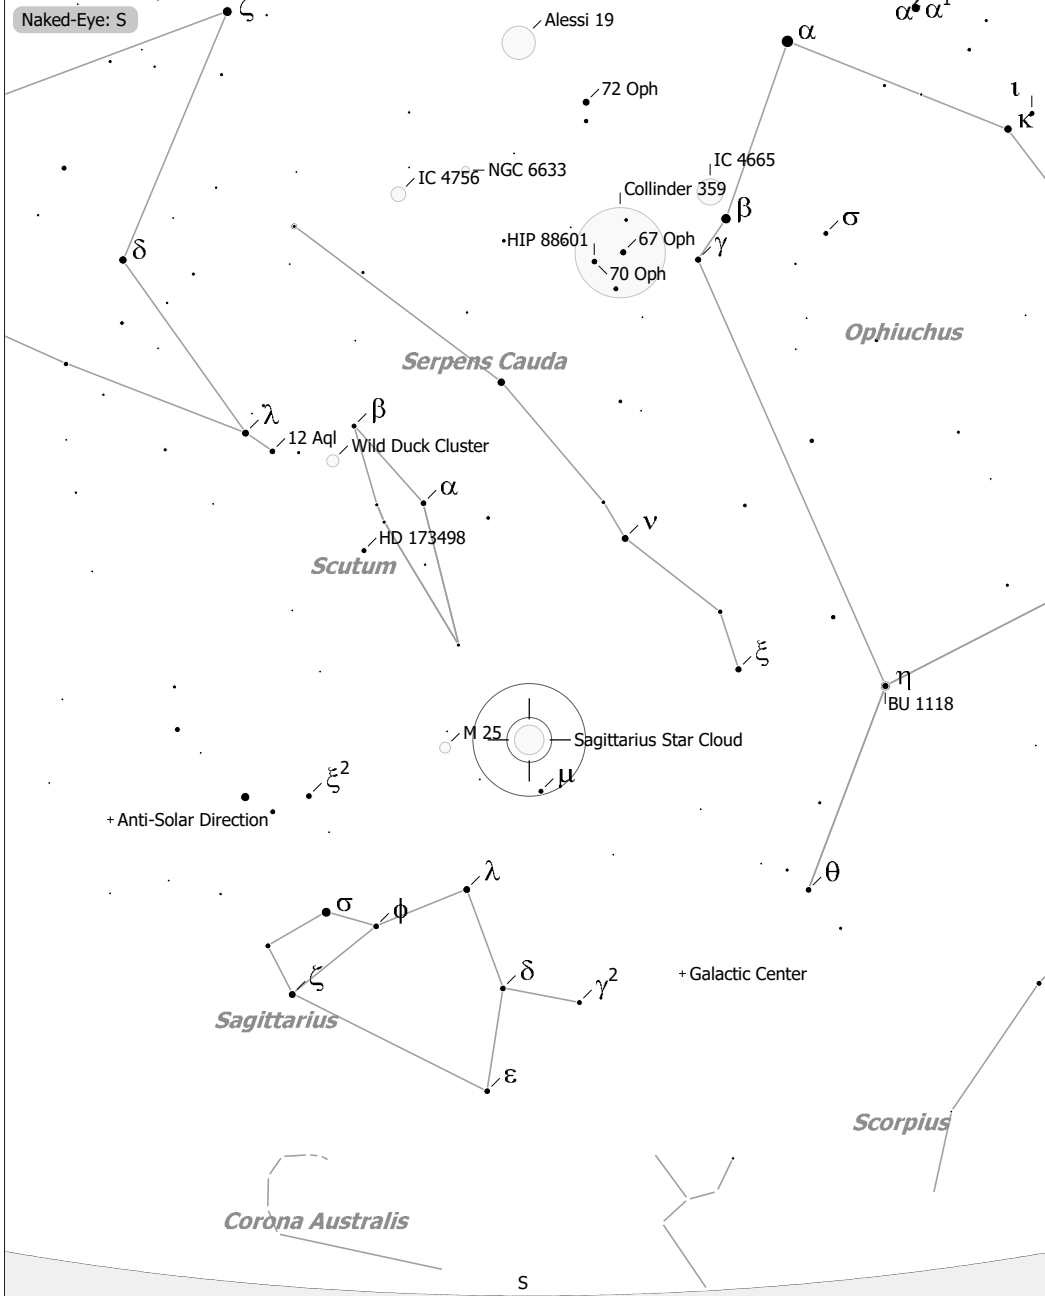 Naked-Eye: S
ζ
Alessi 19
α
α² α¹
72 Oph
ι
κ
IC 4665
NGC 6633
IC 4756
Collinder 359
β
σ
HIP 88601
67 Oph
γ
δ
70 Oph
Ophiuchus
Serpens Cauda
β
λ
12 Aql
Wild Duck Cluster
α
ν
HD 173498
Scutum
ξ
η
BU 1118
M 25
Sagittarius Star Cloud
μ
ξ²
Anti-Solar Direction
λ
θ
σ
φ
ζ
δ
γ²
Galactic Center
Sagittarius
ε
Scorpius
Corona Australis
S